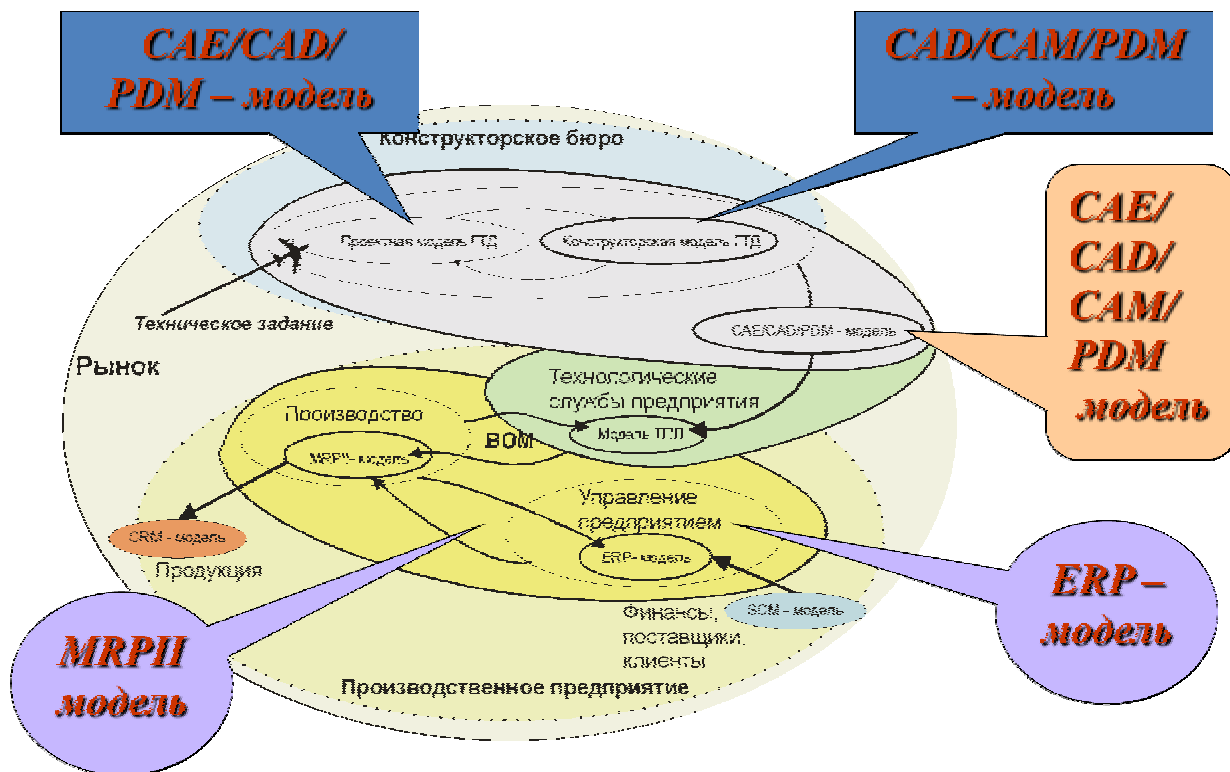 CAE/CAD/
PDM – модель
CAD/CAM/PDM
– модель
Конструкторское бюро
CAE/
CAD/
CAM/
PDM
модель
Проектная модель ГТД
Конструкторская модель ГТД
Техническое задание
CAE/CAD/PDM - модель
Рынок
Технологические
службы предприятия
Производство
Модель ТПП
BOM
MRPII- модель
Управление
предприятием
CRM - модель
ERP- модель
Продукция
ERP –
модель
SCM - модель
Финансы,
поставщики,
клиенты
MRPII
модель
Производственное предприятие